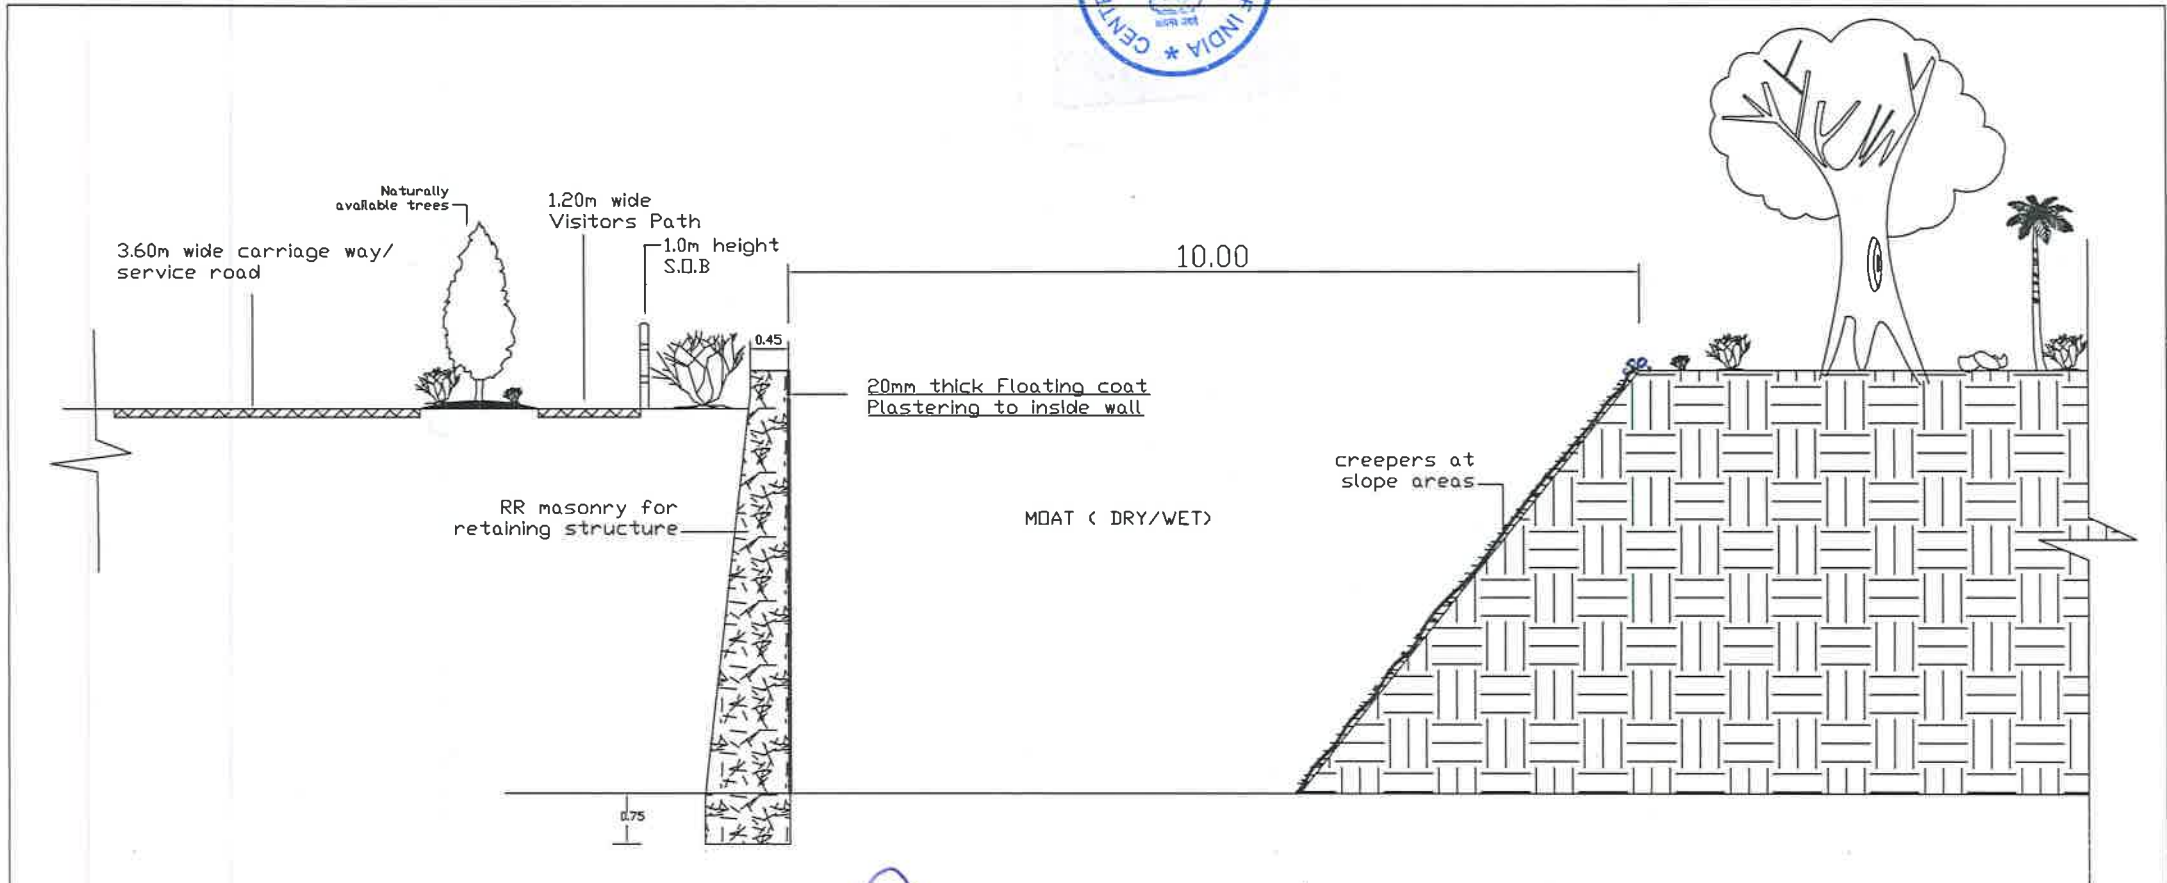 CENTR
F INDIA *
Naturally
available trees
1.20m wide
Visitors Path
3.60m wide carriage way/
service road
1.0m height
S.O.B
10.00
0.45
20mm thick Floating coat
Plastering to inside wall
creepers at
slope areas
RR masonry for
retaining structure
MOAT ( DRY/WET)
0.75